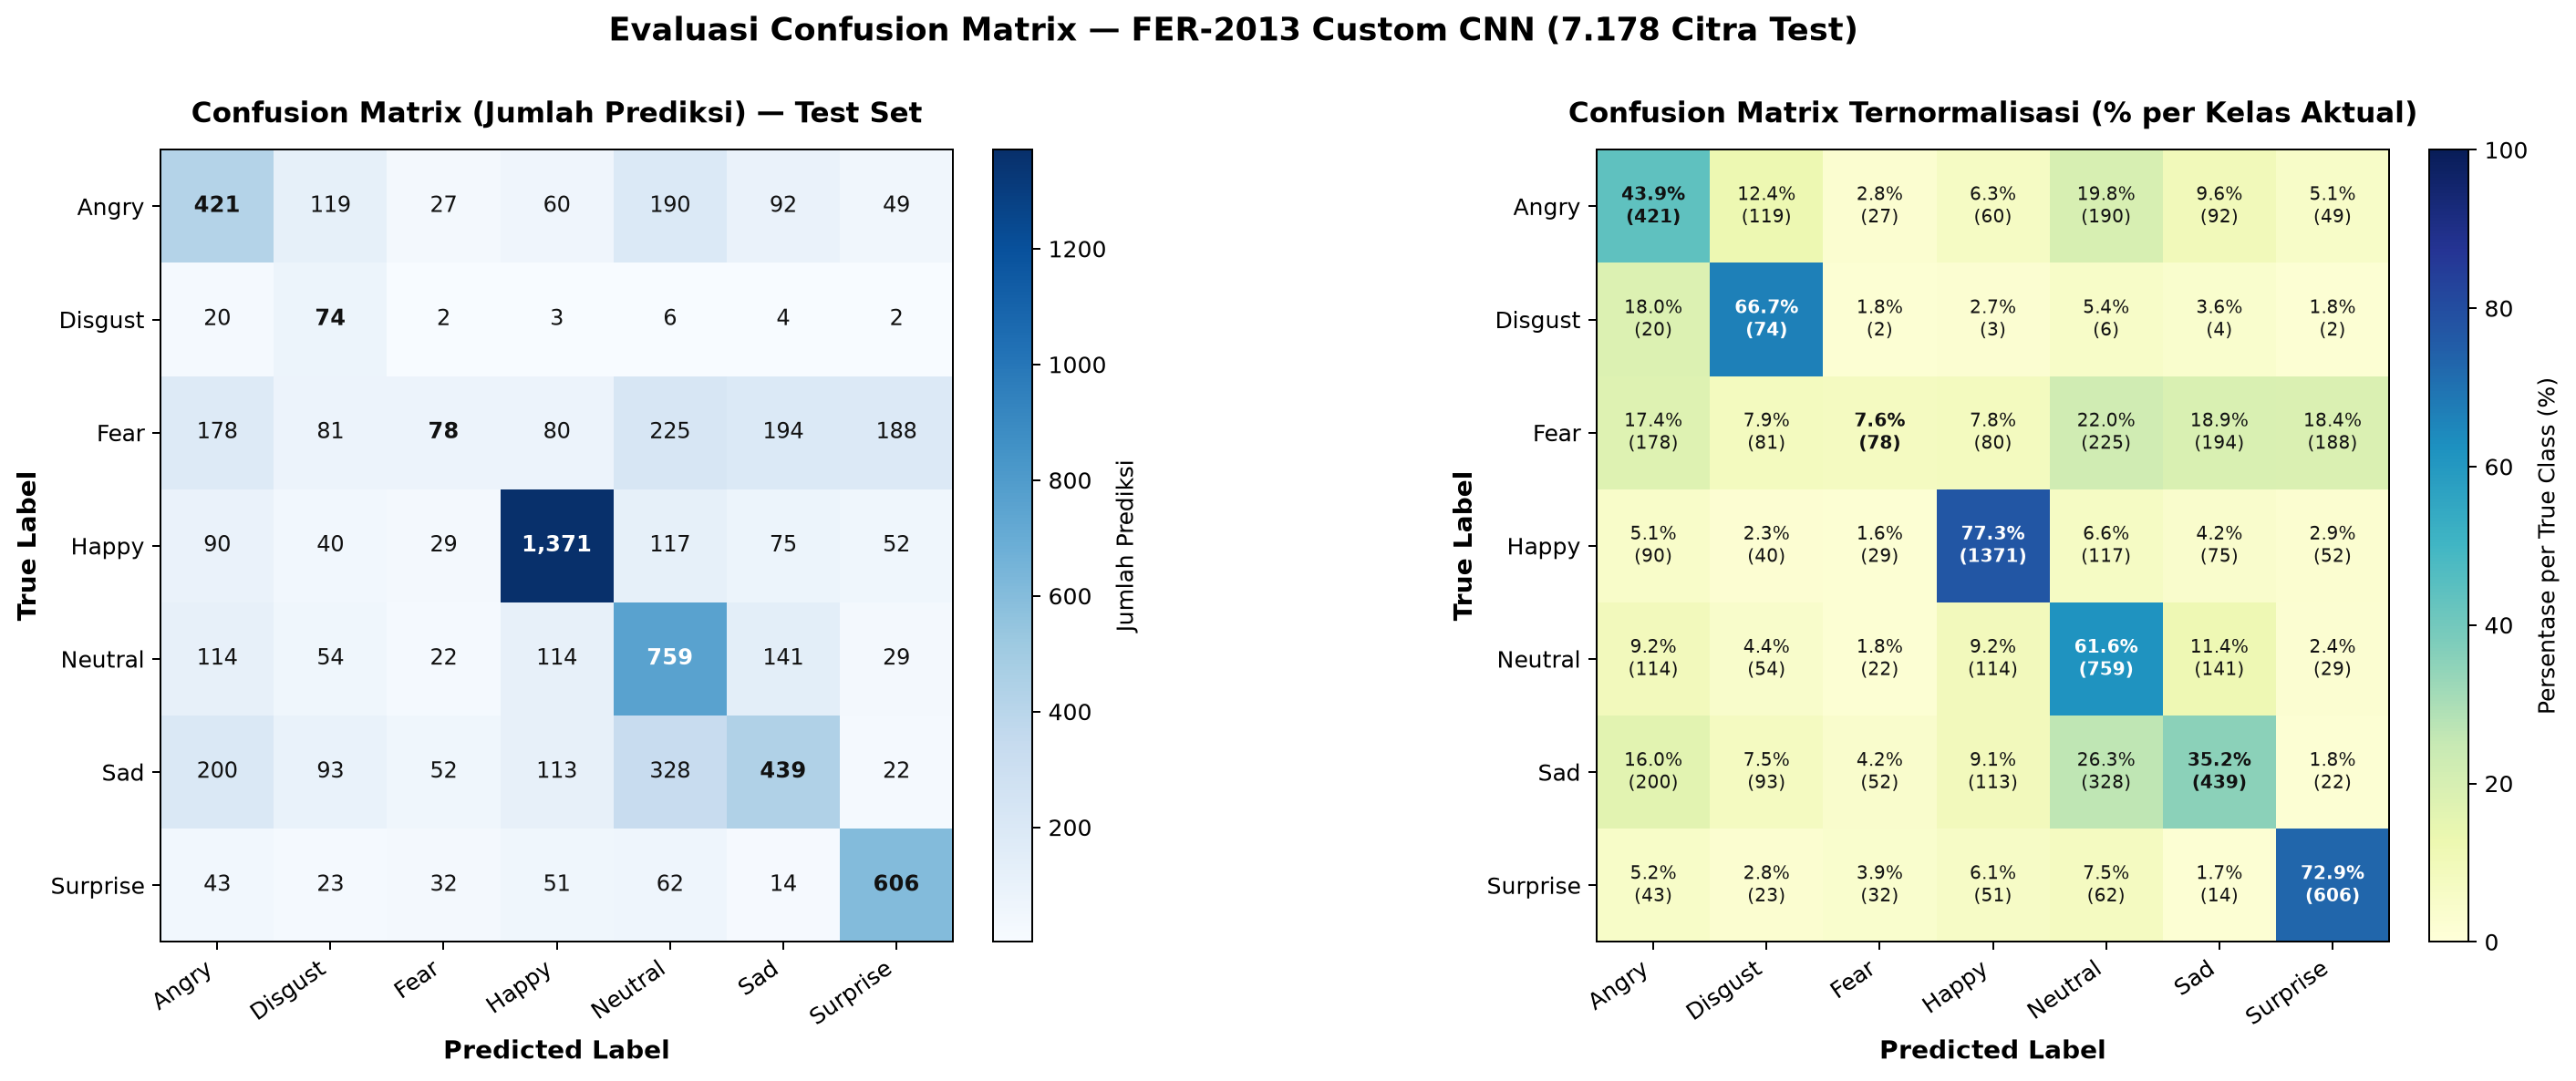 Evaluasi Confusion Matrix — FER-2013 Custom CNN (7.178 Citra Test)
Confusion Matrix (Jumlah Prediksi) — Test Set
True Label
Angry 421 119 27 60 190 92 49
Disgust 20 74 2 3 6 4 2
Fear 178 81 78 80 225 194 188
Happy 90 40 29 1,371 117 75 52
Neutral 114 54 22 114 759 141 29
Sad 200 93 52 113 328 439 22
Surprise 43 23 32 51 62 14 606
Angry Disgust Fear Happy Neutral Sad Surprise
Predicted Label
1200
1000
800
600
400
200
Jumlah Prediksi
Confusion Matrix Ternormalisasi (% per Kelas Aktual)
True Label
Angry
43.9% 12.4% 2.8% 6.3% 19.8% 9.6% 5.1%
(421) (119) (27) (60) (190) (92) (49)
Disgust
18.0% 66.7% 1.8% 2.7% 5.4% 3.6% 1.8%
(20) (74) (2) (3) (6) (4) (2)
Fear
17.4% 7.9% 7.6% 7.8% 22.0% 18.9% 18.4%
(178) (81) (78) (80) (225) (194) (188)
Happy
5.1% 2.3% 1.6% 77.3% 6.6% 4.2% 2.9%
(90) (40) (29) (1371) (117) (75) (52)
Neutral
9.2% 4.4% 1.8% 9.2% 61.6% 11.4% 2.4%
(114) (54) (22) (114) (759) (141) (29)
Sad
16.0% 7.5% 4.2% 9.1% 26.3% 35.2% 1.8%
(200) (93) (52) (113) (328) (439) (22)
Surprise
5.2% 2.8% 3.9% 6.1% 7.5% 1.7% 72.9%
(43) (23) (32) (51) (62) (14) (606)
Angry Disgust Fear Happy Neutral Sad Surprise
Predicted Label
100
80
60
40
20
0
Persentase per True Class (%)